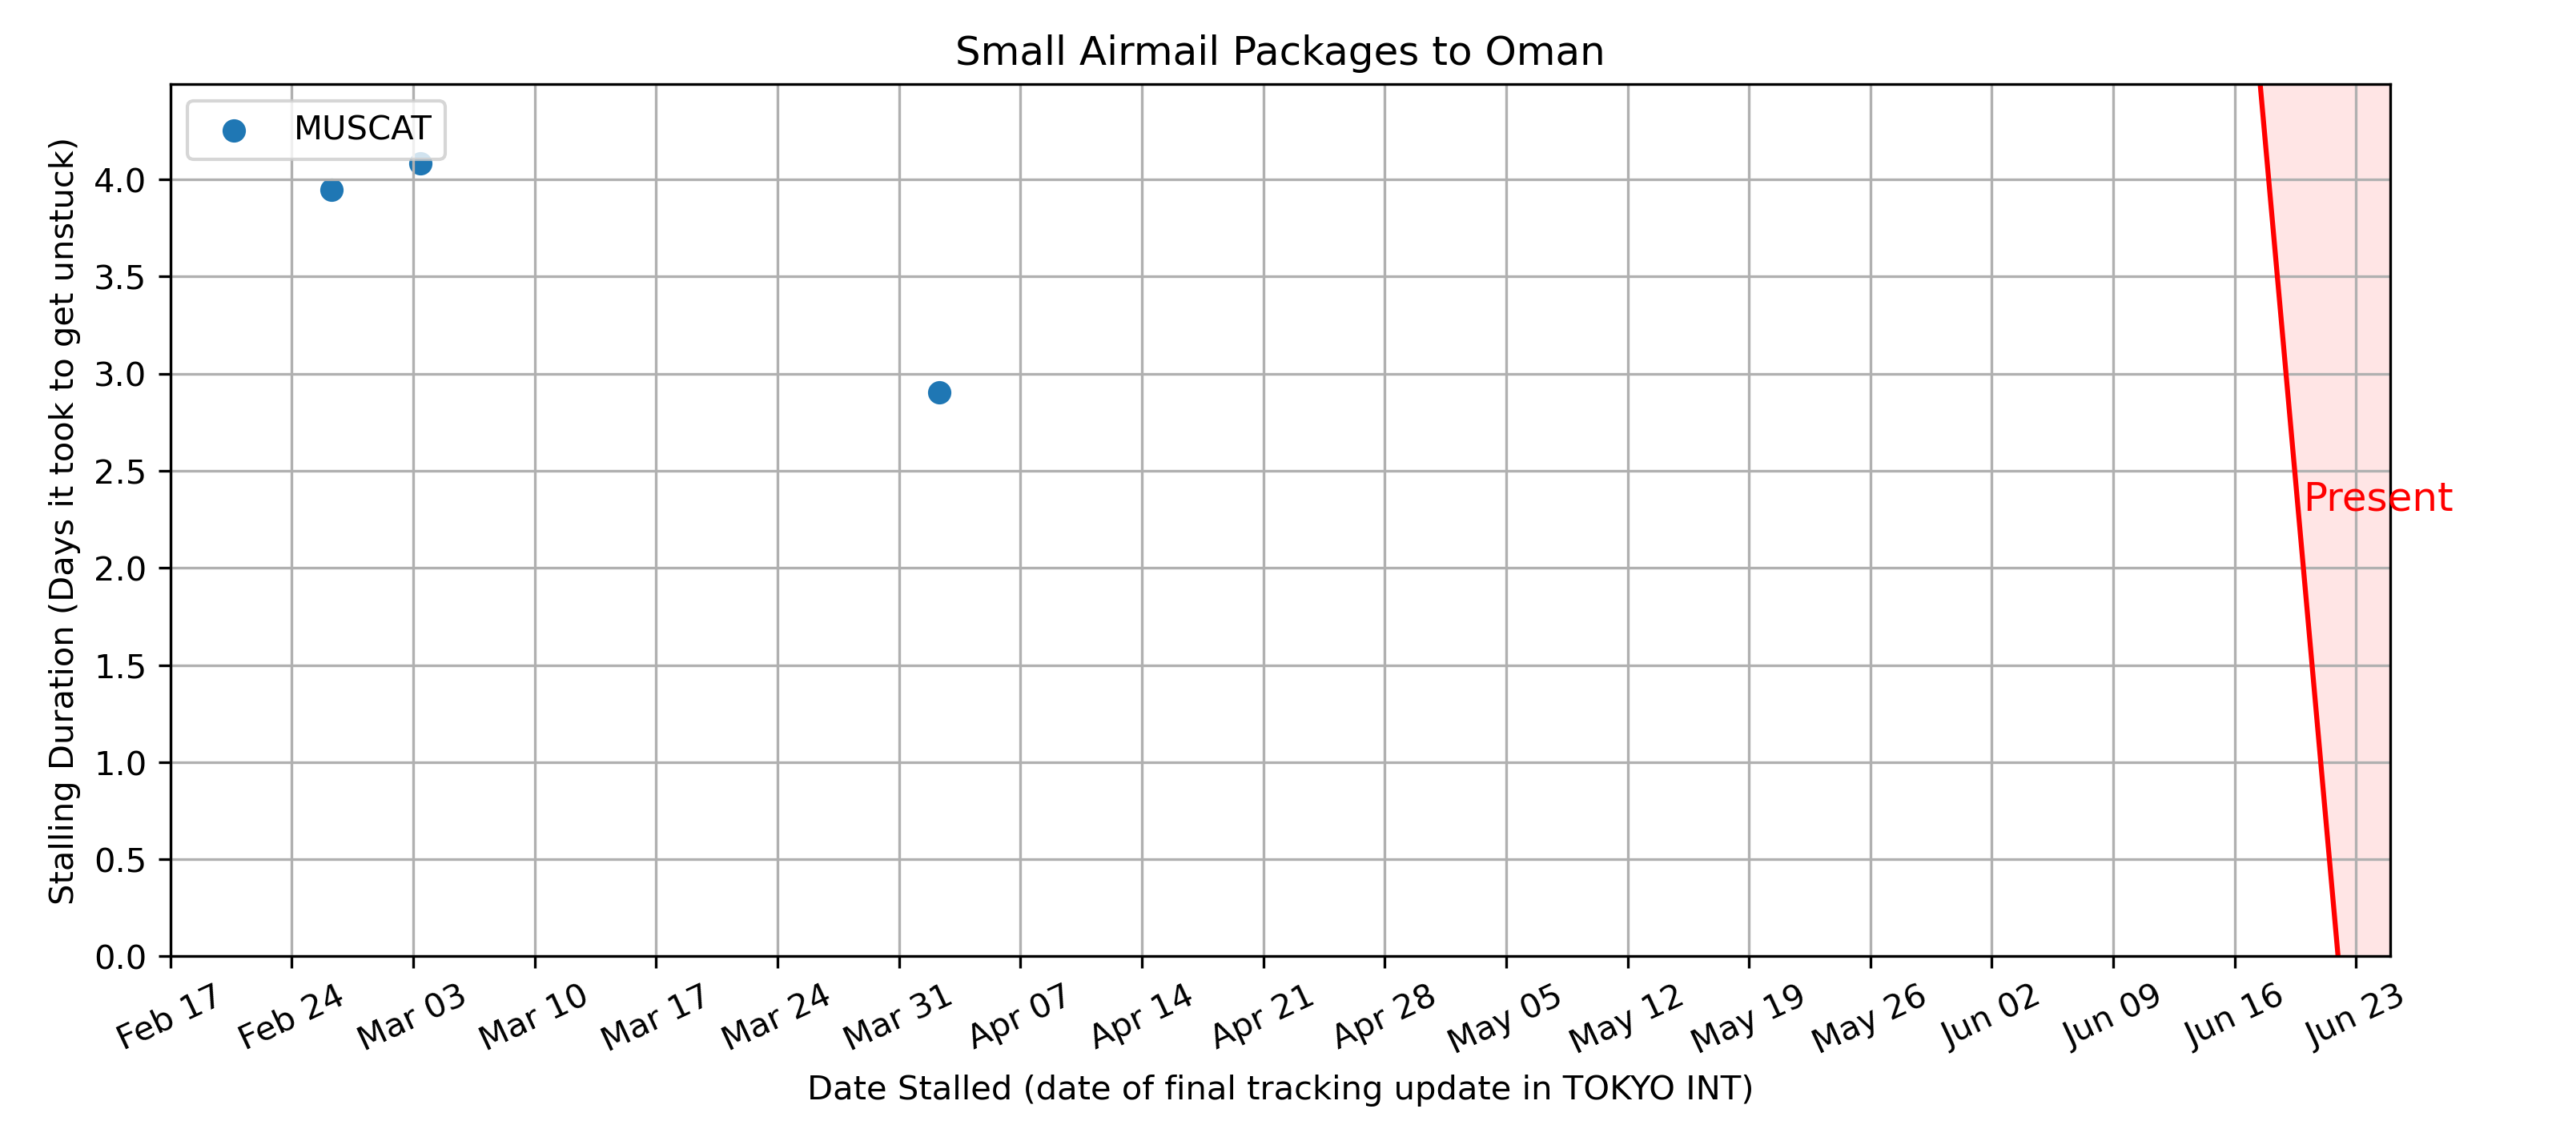 Small Airmail Packages to Oman
MUSCAT
Stalling Duration (Days it took to get unstuck)
4.0
3.5
3.0
2.5
2.0
1.5
1.0
0.5
0.0
Present
Feb 17 Feb 24 Mar 03 Mar 10 Mar 17 Mar 24 Mar 31 Apr 07 Apr 14 Apr 21 Apr 28 May 05 May 12 May 19 May 26 Jun 02 Jun 09 Jun 16 Jun 23
Date Stalled (date of final tracking update in TOKYO INT)